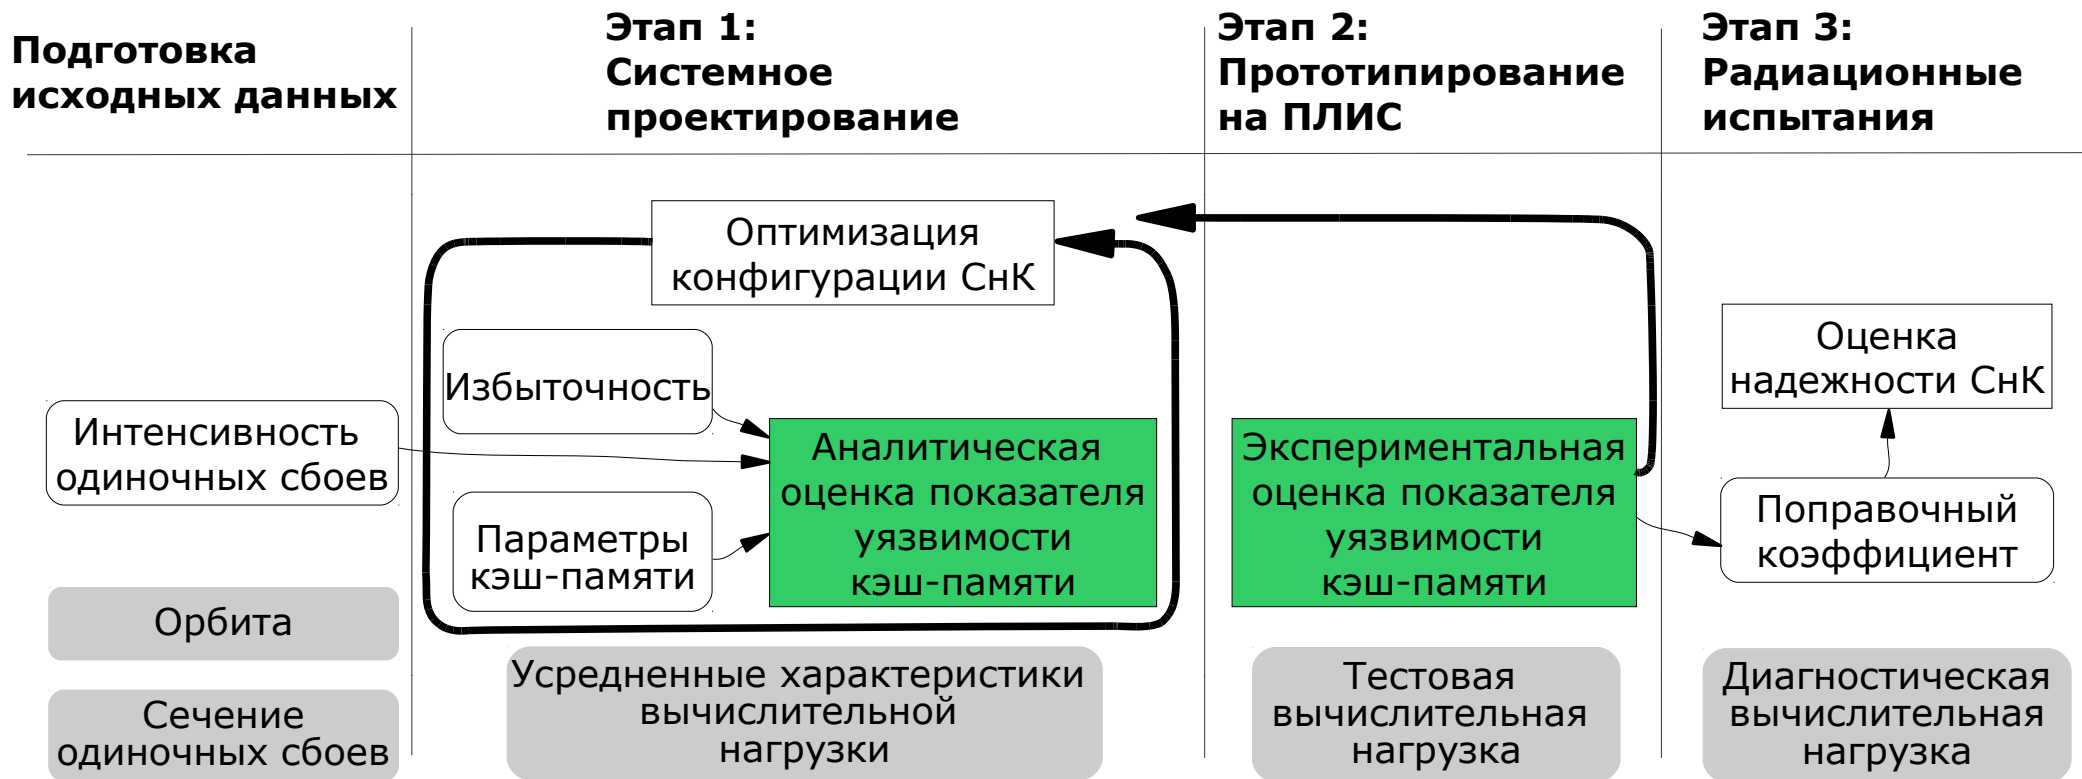 Подготовка
исходных данных
Этап 1:
Системное
проектирование
Этап 2:
Прототипирование
на ПЛИС
Этап 3:
Радиационные
испытания
Интенсивность
одиночных сбоев
Орбита
Сечение
одиночных сбоев
Оптимизация
конфигурации СнК
Избыточность
Параметры
кэш-памяти
Аналитическая
оценка показателя
уязвимости
кэш-памяти
Усредненные характеристики
вычислительной
нагрузки
Экспериментальная
оценка показателя
уязвимости
кэш-памяти
Тестовая
вычислительная
нагрузка
Оценка
надежности СнК
Поправочный
коэффициент
Диагностическая
вычислительная
нагрузка